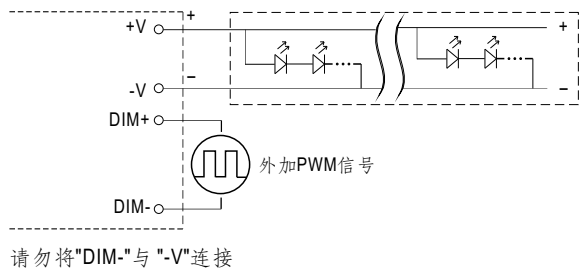 +V
+
+
-V
−
−
DIM+
外加PWM信号
DIM-
请勿将"DIM-"与 "-V"连接